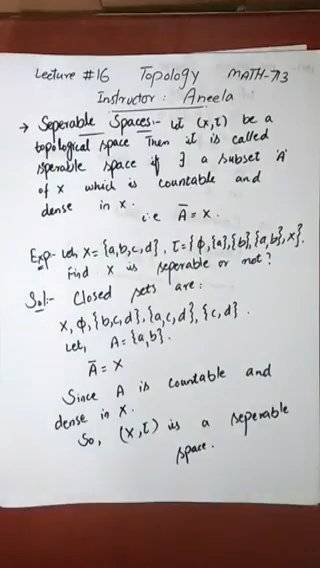 Lecture #16 Topology MATH-713
Instructor: Aneela
→ Seperable Spaces:- Let (X,τ) be a
topological space Then it is called
seperable space if ∃ a subset 'A'
of X which is countable and
dense in X.
i.e Ā = X.
Exp:- Let X = {a,b,c,d}, τ = {ϕ,{a},{b},{a,b},X}.
Find X is seperable or not?
Sol:- Closed sets are:
X, ϕ, {b,c,d}, {a,c,d}, {c,d}.
Let, A = {a,b}.
Ā = X
Since A is countable and
dense in X.
So, (X,τ) is a seperable
space.